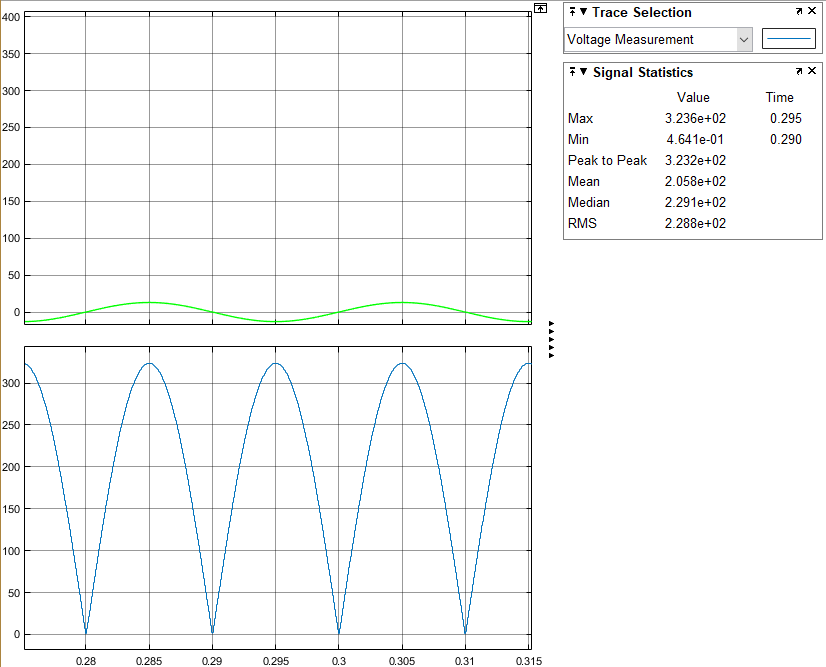 400
350
300
250
200
150
100
50
0
300
250
200
150
100
50
0
0.28 0.285 0.29 0.295 0.3 0.305 0.31 0.315
Trace Selection
Voltage Measurement
Signal Statistics
Value Time
Max 3.236e+02 0.295
Min 4.641e-01 0.290
Peak to Peak 3.232e+02
Mean 2.058e+02
Median 2.291e+02
RMS 2.288e+02